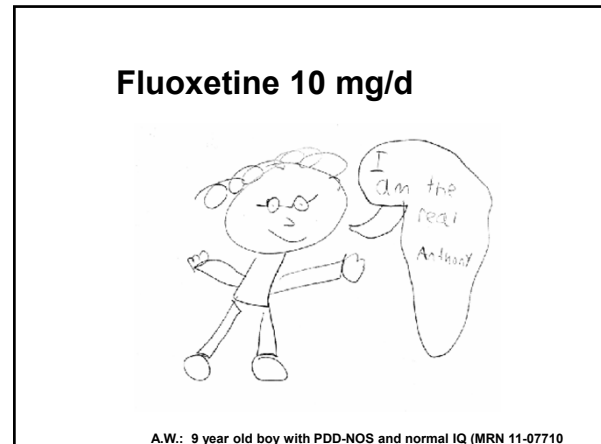 Fluoxetine 10 mg/d
I
am the
real
Anthony
A.W.: 9 year old boy with PDD-NOS and normal IQ (MRN 11-07710